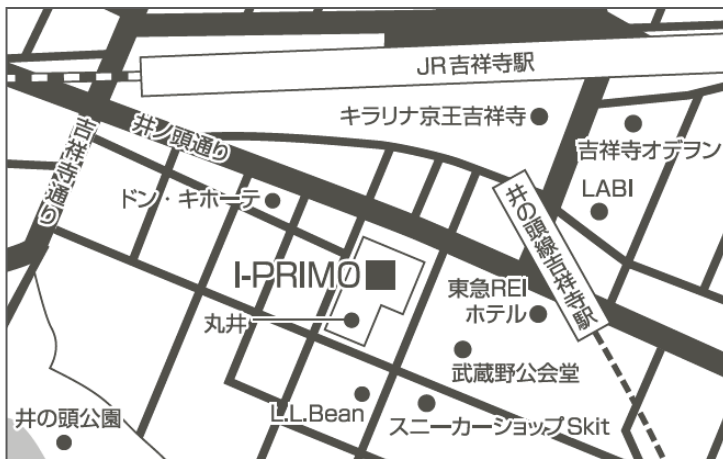 JR吉祥寺駅
キラリナ京王吉祥寺
井ノ頭通り
吉祥寺通り
吉祥寺オデヲン
LABI
ドン・キホーテ
井の頭線吉祥寺駅
I-PRIMO
東急REI
ホテル
丸井
武蔵野公会堂
L.L.Bean
スニーカーショップSkit
井の頭公園